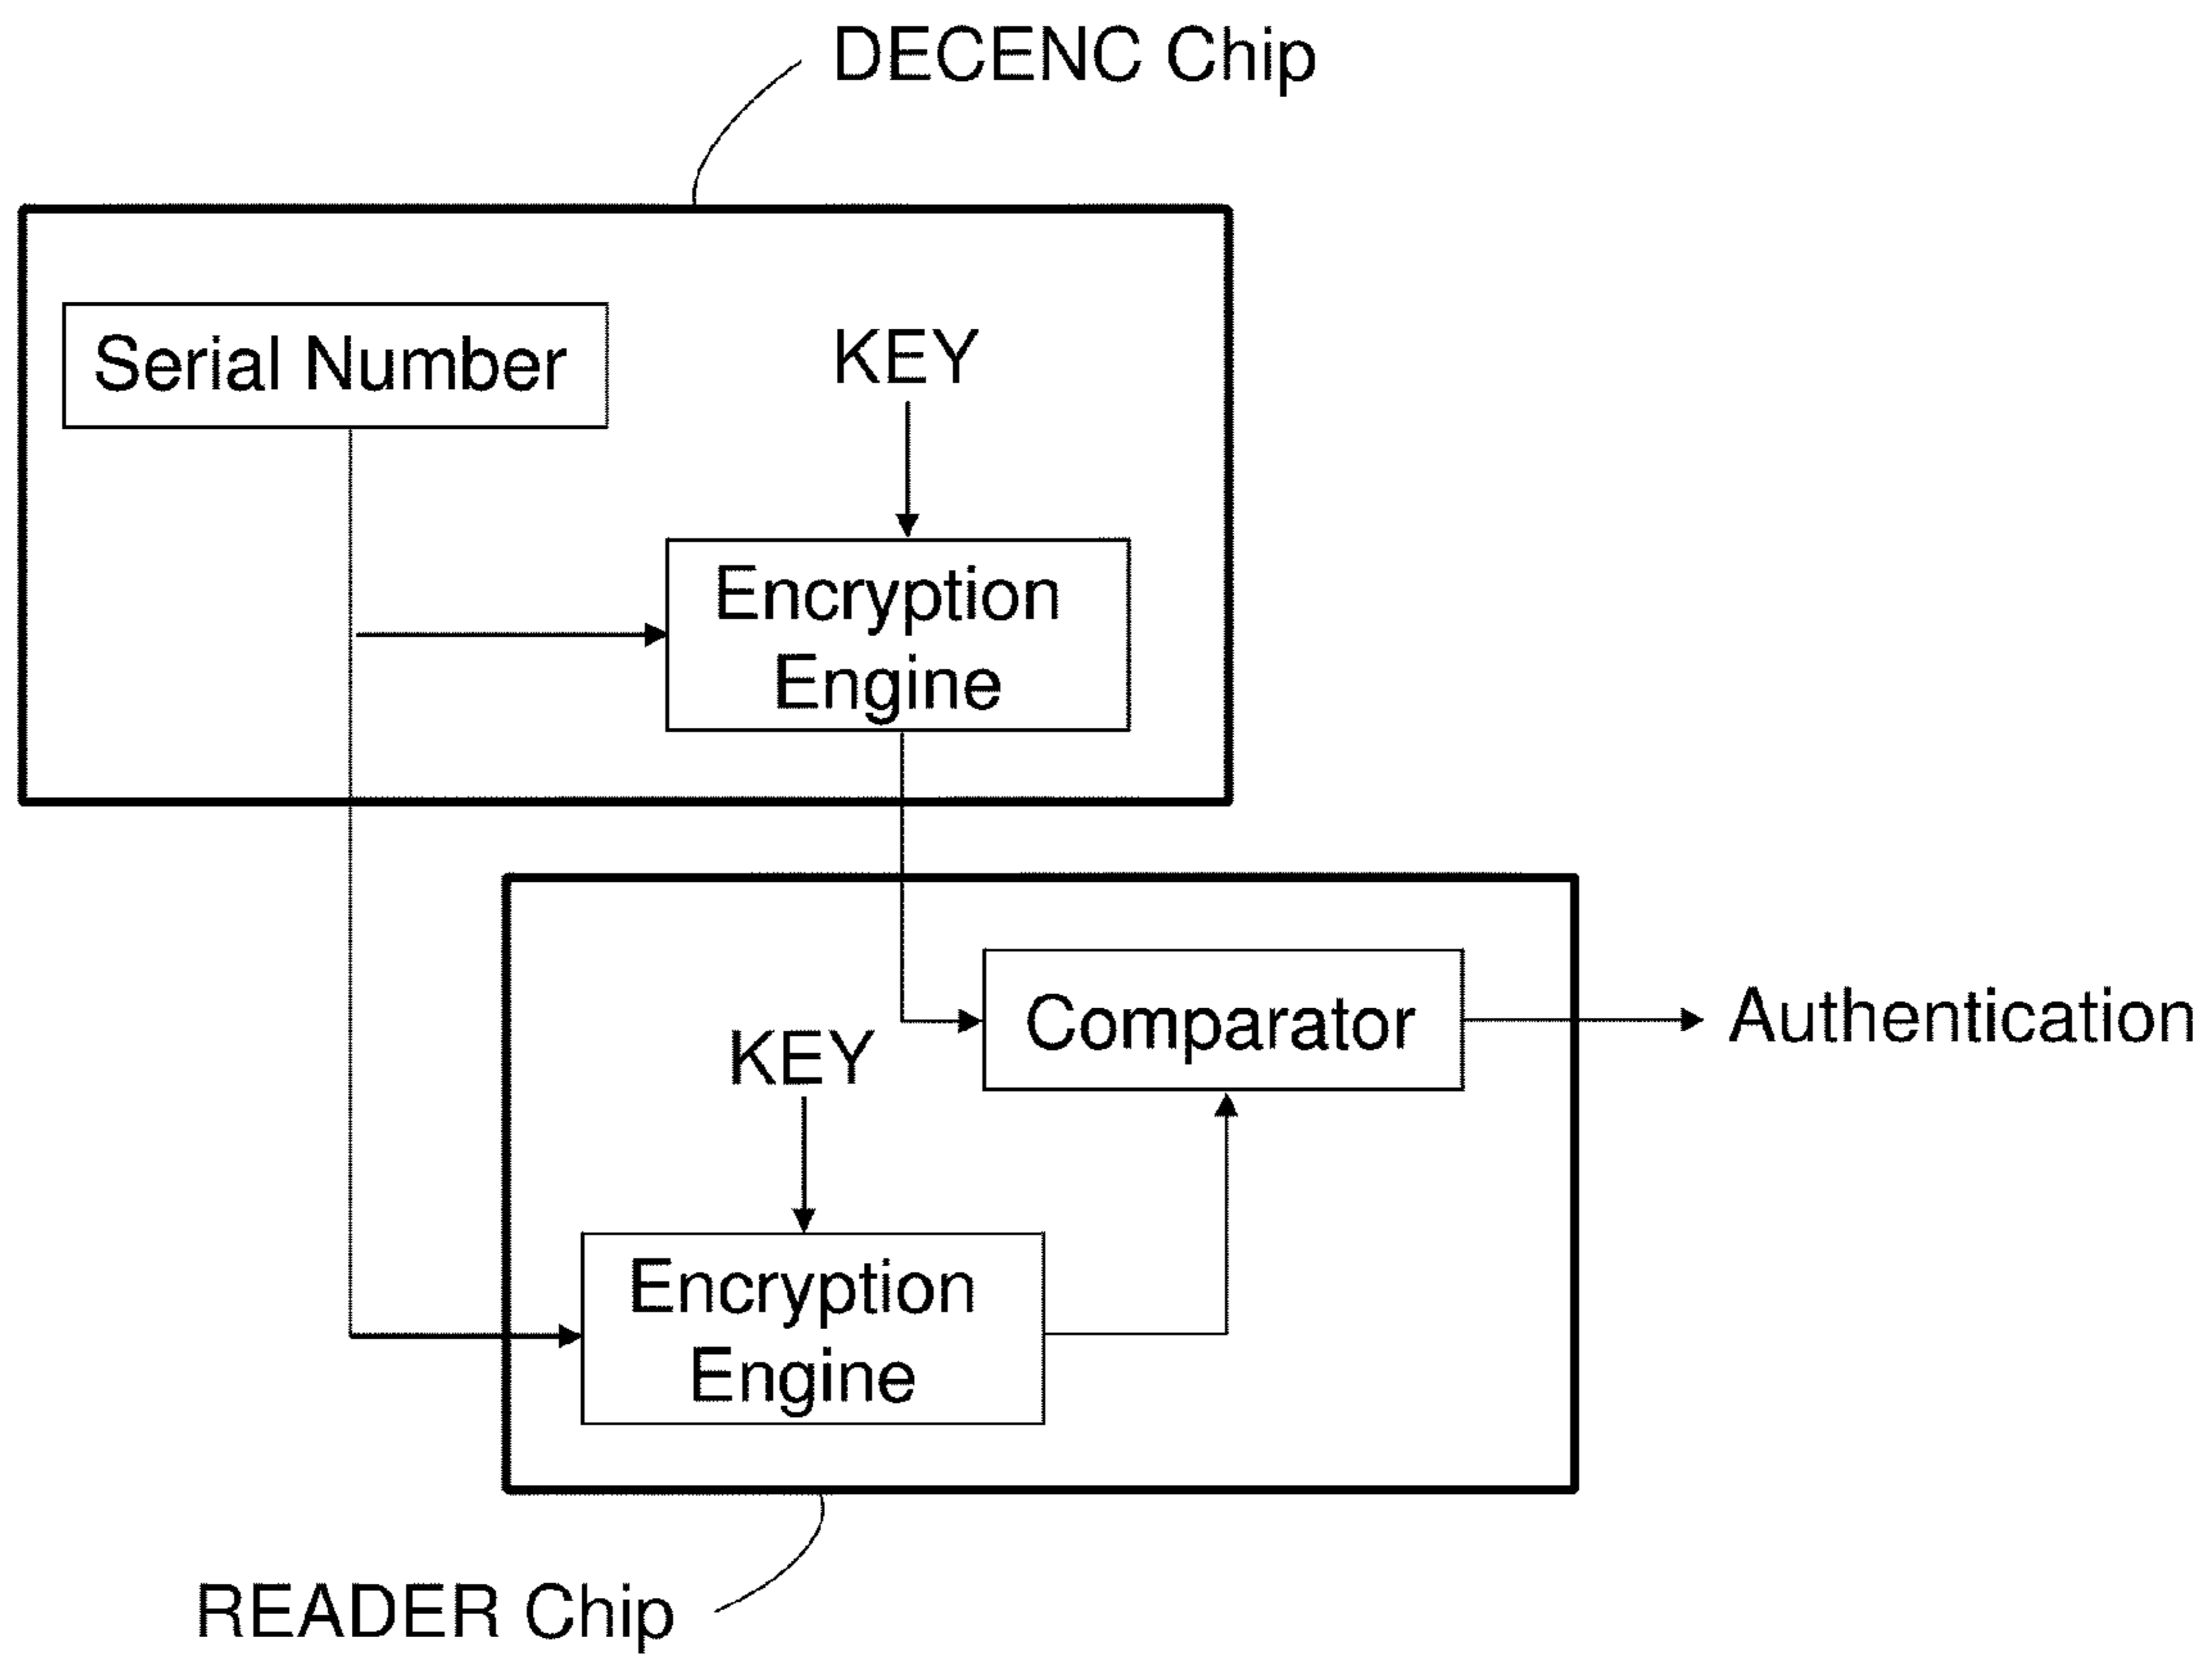 DECENC Chip
Serial Number
KEY
Encryption
Engine
Comparator
Authentication
KEY
Encryption
Engine
READER Chip